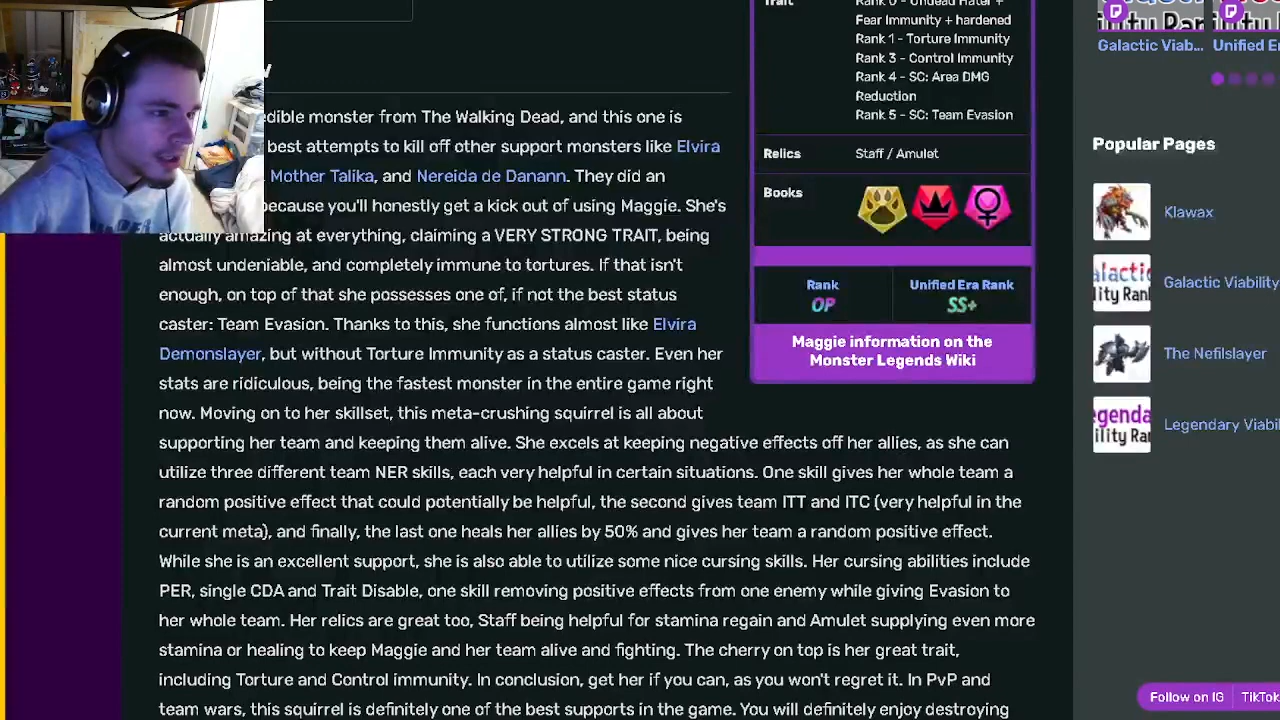 Trait
Rank 0 - Undead Hater +
Fear Immunity + hardened
Rank 1 - Torture Immunity
Rank 3 - Control Immunity
Rank 4 - SC: Area DMG
Reduction
Rank 5 - SC: Team Evasion
Relics
Staff / Amulet
Books
Rank
OP
Unified Era Rank
SS+
Maggie information on the
Monster Legends Wiki
edible monster from The Walking Dead, and this one is
best attempts to kill off other support monsters like Elvira
Mother Talika, and Nereida de Danann. They did an
because you'll honestly get a kick out of using Maggie. She's
actually amazing at everything, claiming a VERY STRONG TRAIT, being
almost undeniable, and completely immune to tortures. If that isn't
enough, on top of that she possesses one of, if not the best status
caster: Team Evasion. Thanks to this, she functions almost like Elvira
Demonslayer, but without Torture Immunity as a status caster. Even her
stats are ridiculous, being the fastest monster in the entire game right
now. Moving on to her skillset, this meta-crushing squirrel is all about
supporting her team and keeping them alive. She excels at keeping negative effects off her allies, as she can
utilize three different team NER skills, each very helpful in certain situations. One skill gives her whole team a
random positive effect that could potentially be helpful, the second gives team ITT and ITC (very helpful in the
current meta), and finally, the last one heals her allies by 50% and gives her team a random positive effect.
While she is an excellent support, she is also able to utilize some nice cursing skills. Her cursing abilities include
PER, single CDA and Trait Disable, one skill removing positive effects from one enemy while giving Evasion to
her whole team. Her relics are great too, Staff being helpful for stamina regain and Amulet supplying even more
stamina or healing to keep Maggie and her team alive and fighting. The cherry on top is her great trait,
including Torture and Control immunity. In conclusion, get her if you can, as you won't regret it. In PvP and
team wars, this squirrel is definitely one of the best supports in the game. You will definitely enjoy destroying
Galactic Viab... Unified Er
Popular Pages
Klawax
Galactic Viability
The Nefilslayer
Legendary Viabil
Follow on IG
TikTok